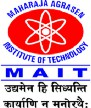 MAHARAJA AGRASEN
INSTITUTE OF TECHNOLOGY
MAIT
उद्यमेन हि सिध्यन्ति
कार्याणि न मनोरथैः